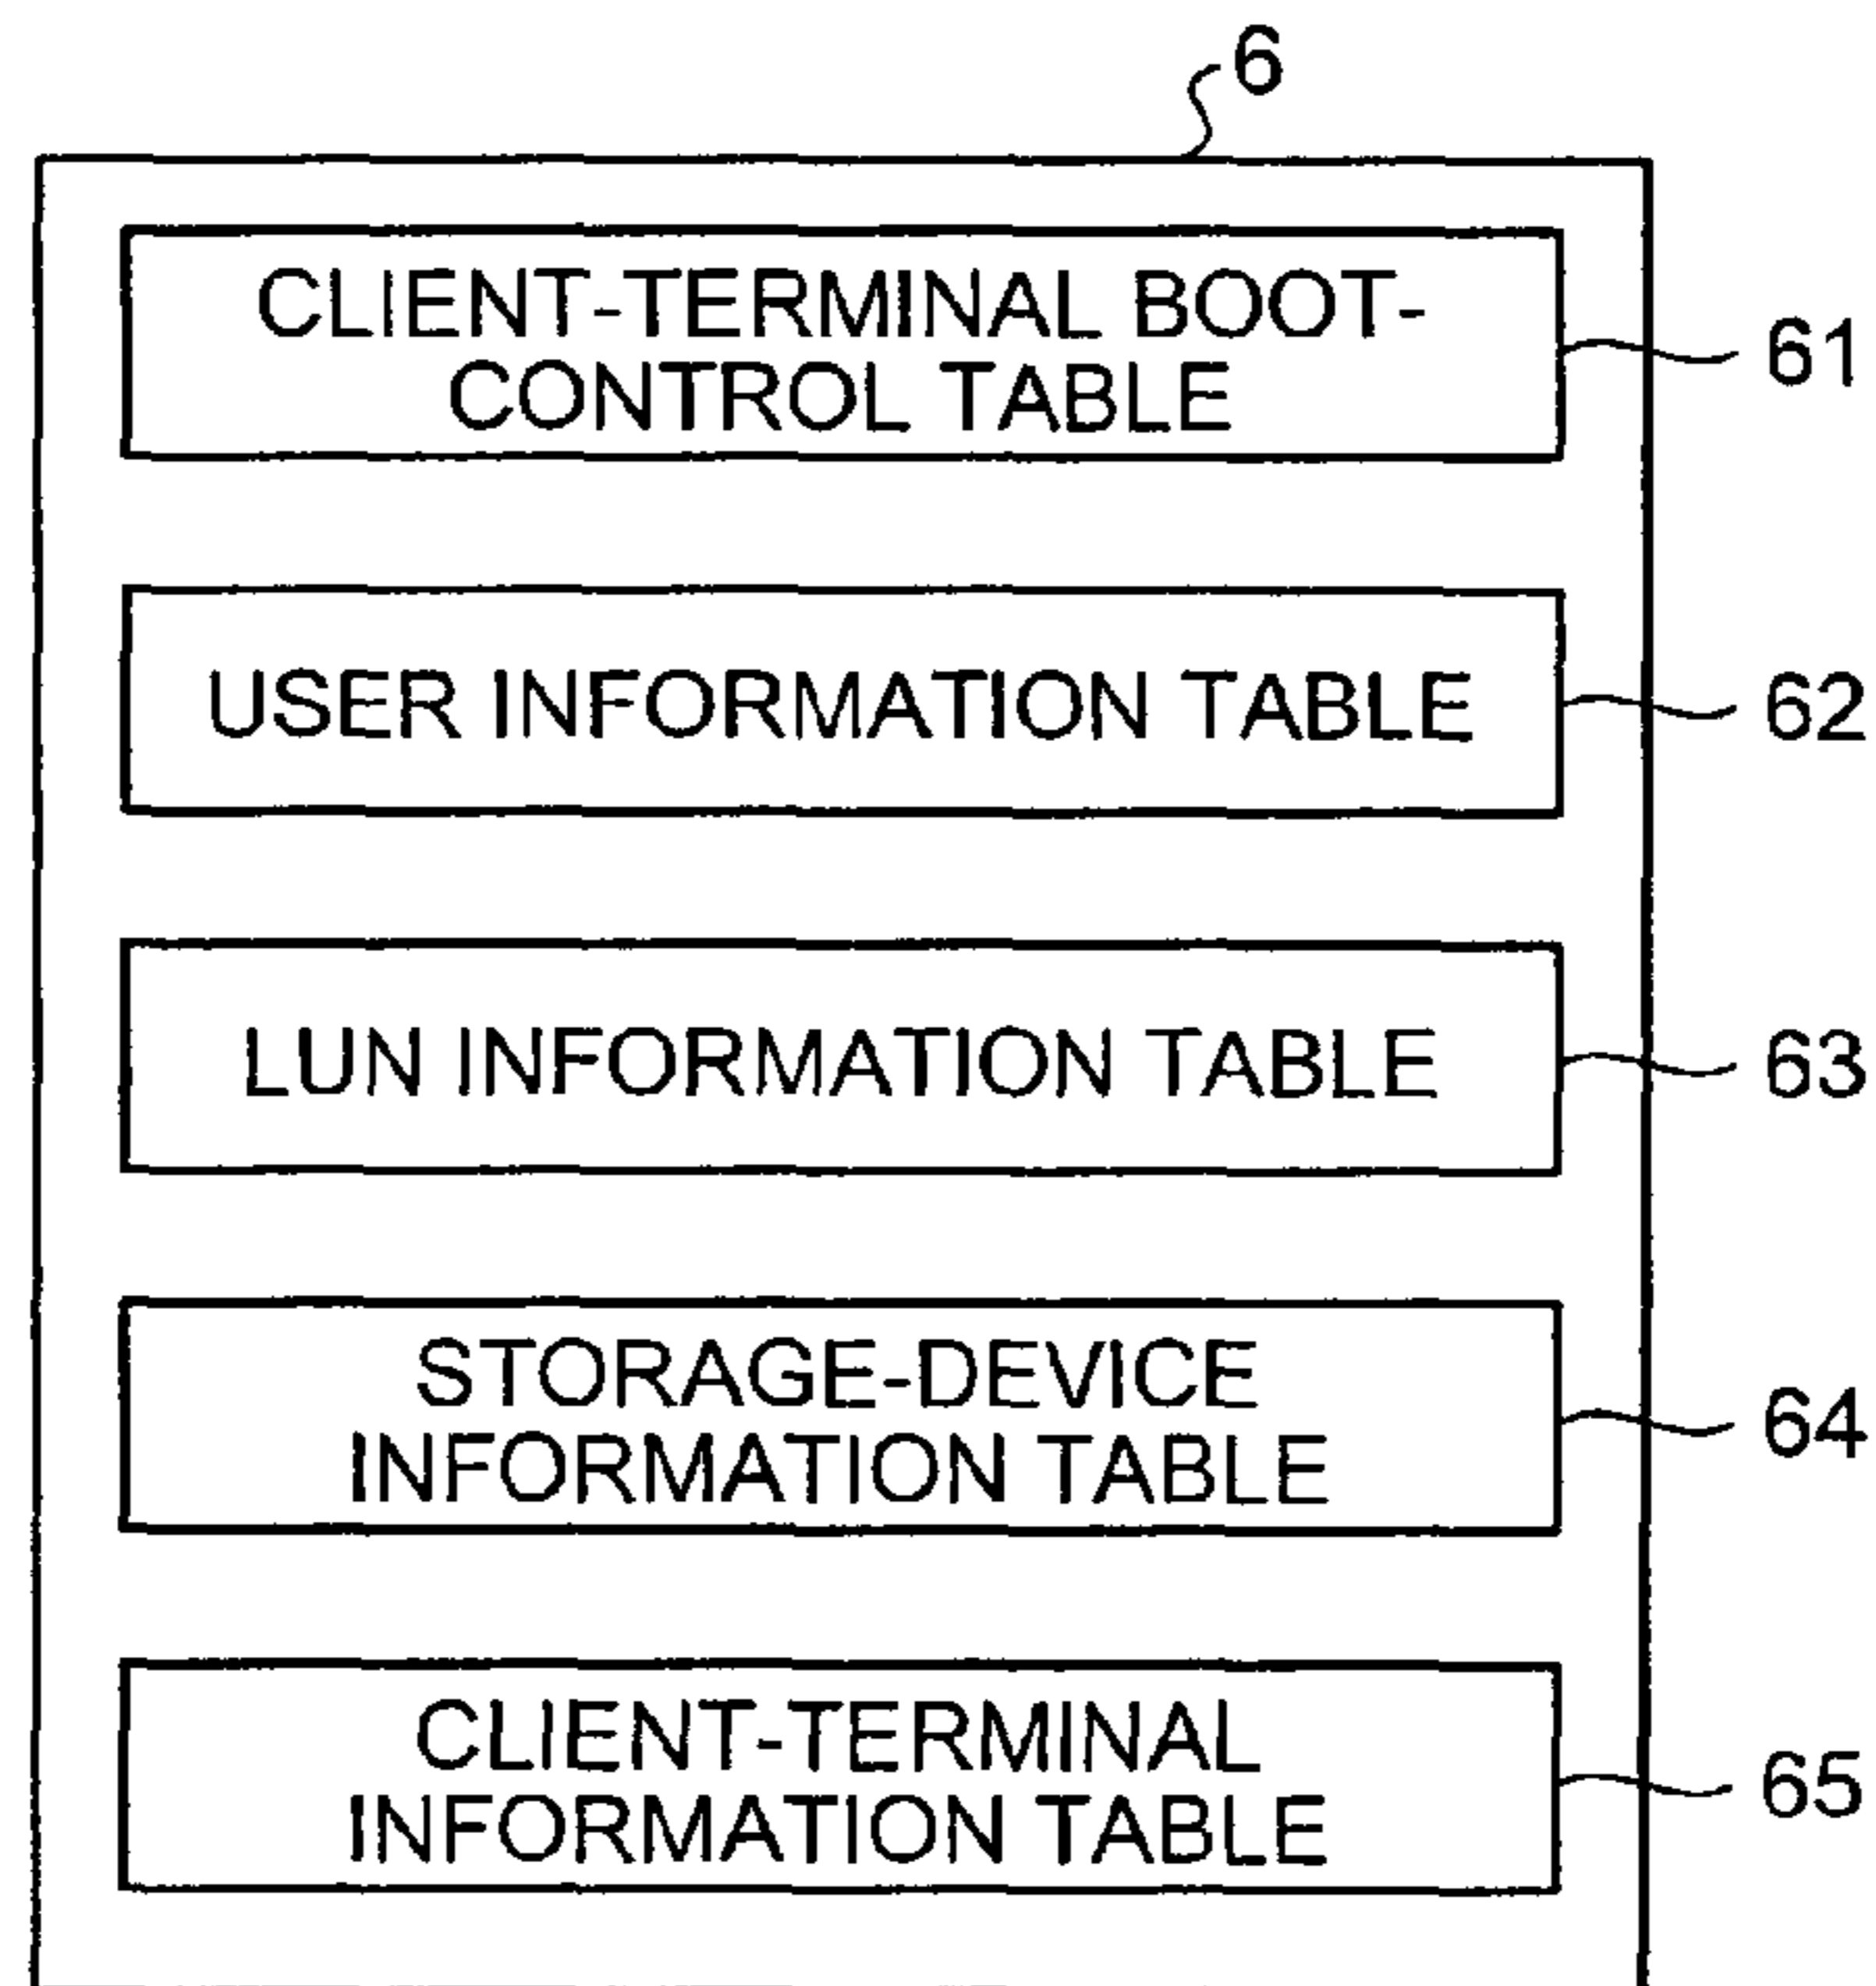 6
CLIENT-TERMINAL BOOT-
CONTROL TABLE
61
USER INFORMATION TABLE
62
LUN INFORMATION TABLE
63
STORAGE-DEVICE
INFORMATION TABLE
64
CLIENT-TERMINAL
INFORMATION TABLE
65